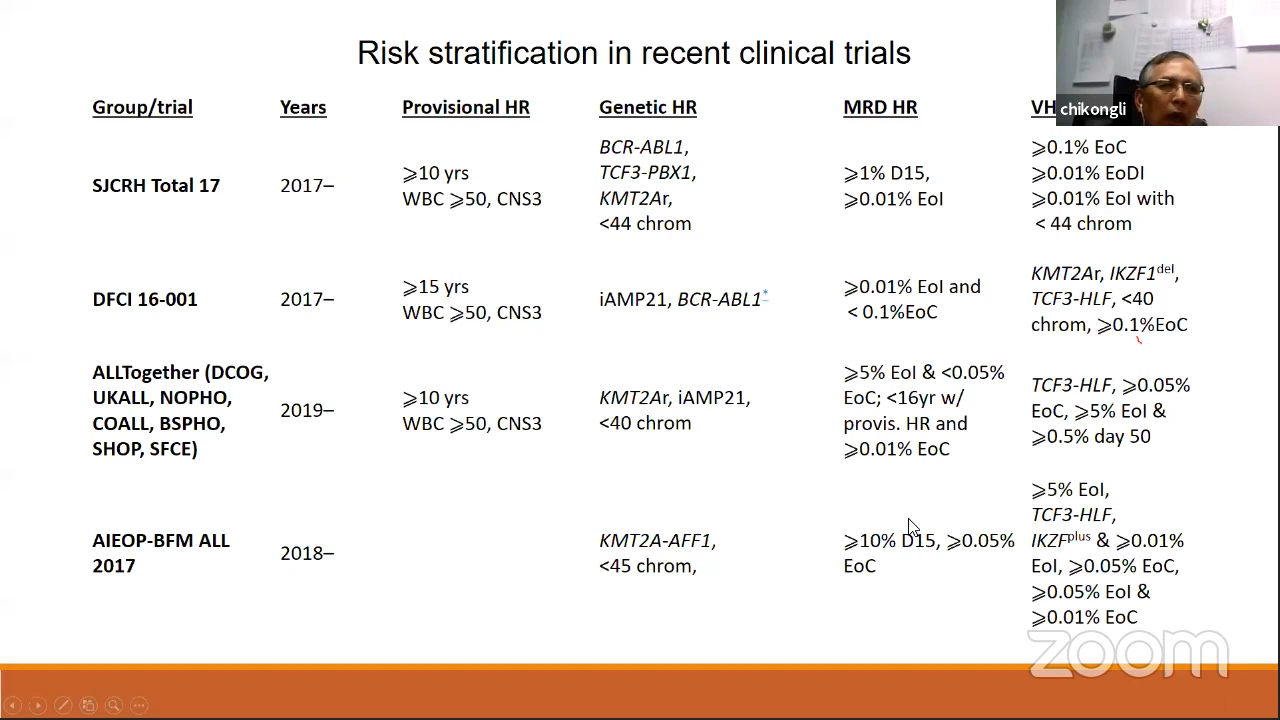 Risk stratification in recent clinical trials
chikongli
Group/trial Years Provisional HR Genetic HR MRD HR VH
SJCRH Total 17
2017–
⩾10 yrs
WBC ⩾50, CNS3
BCR-ABL1,
TCF3-PBX1,
KMT2Ar,
<44 chrom
⩾1% D15,
⩾0.01% EoI
⩾0.1% EoC
⩾0.01% EoDI
⩾0.01% EoI with
< 44 chrom
DFCI 16-001
2017–
⩾15 yrs
WBC ⩾50, CNS3
iAMP21, BCR-ABL1*
⩾0.01% EoI and
< 0.1%EoC
KMT2Ar, IKZF1del,
TCF3-HLF, <40
chrom, ⩾0.1%EoC
ALLTogether (DCOG,
UKALL, NOPHO,
COALL, BSPHO,
SHOP, SFCE)
2019–
⩾10 yrs
WBC ⩾50, CNS3
KMT2Ar, iAMP21,
<40 chrom
⩾5% EoI & <0.05%
EoC; <16yr w/
provis. HR and
⩾0.01% EoC
TCF3-HLF, ⩾0.05%
EoC, ⩾5% EoI &
⩾0.5% day 50
AIEOP-BFM ALL
2017
2018–
KMT2A-AFF1,
<45 chrom,
⩾10% D15, ⩾0.05%
EoC
⩾5% EoI,
TCF3-HLF,
IKZFplus & ⩾0.01%
EoI, ⩾0.05% EoC,
⩾0.05% EoI &
⩾0.01% EoC
zoom